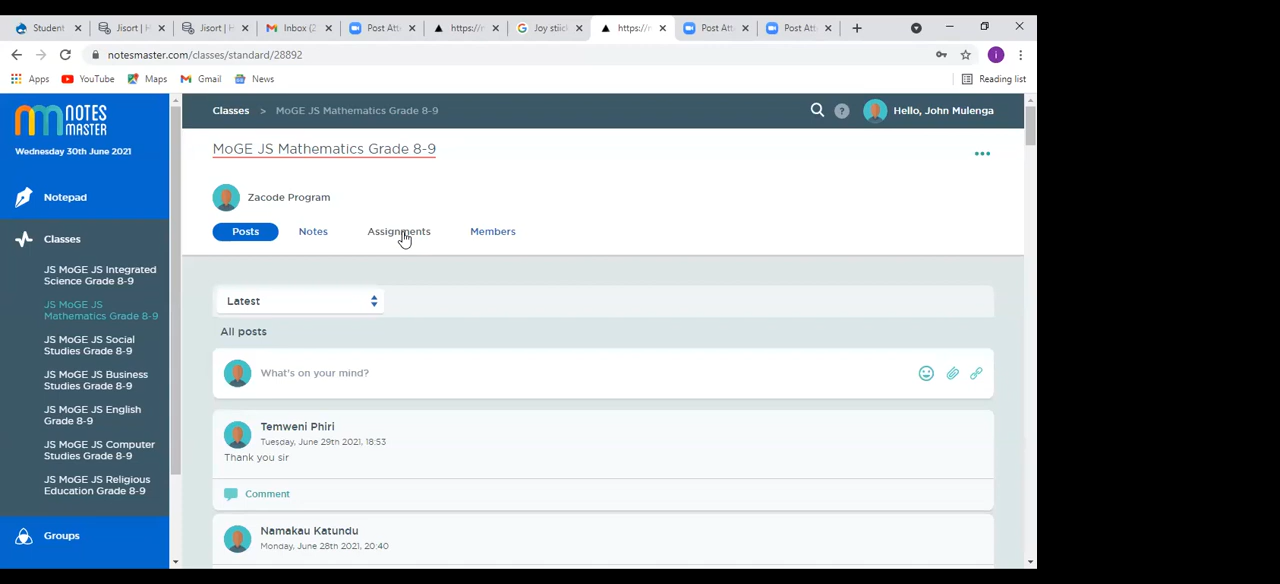 Student
Jisort | H
Jisort | H
Inbox (2
Post Att
https://n
Joy stiick
https://n
Post Att
Post Att
notesmaster.com/classes/standard/28892
i
Apps
YouTube
Maps
Gmail
News
Reading list
NOTES
MASTER
Wednesday 30th June 2021
Notepad
Classes
JS MoGE JS Integrated
Science Grade 8-9
JS MoGE JS
Mathematics Grade 8-9
JS MoGE JS Social
Studies Grade 8-9
JS MoGE JS Business
Studies Grade 8-9
JS MoGE JS English
Grade 8-9
JS MoGE JS Computer
Studies Grade 8-9
JS MoGE JS Religious
Education Grade 8-9
Groups
Classes > MoGE JS Mathematics Grade 8-9
? Hello, John Mulenga
MoGE JS Mathematics Grade 8-9
Zacode Program
Posts Notes Assignments Members
Latest
All posts
What's on your mind?
Temweni Phiri
Tuesday, June 29th 2021, 18:53
Thank you sir
Comment
Namakau Katundu
Monday, June 28th 2021, 20:40